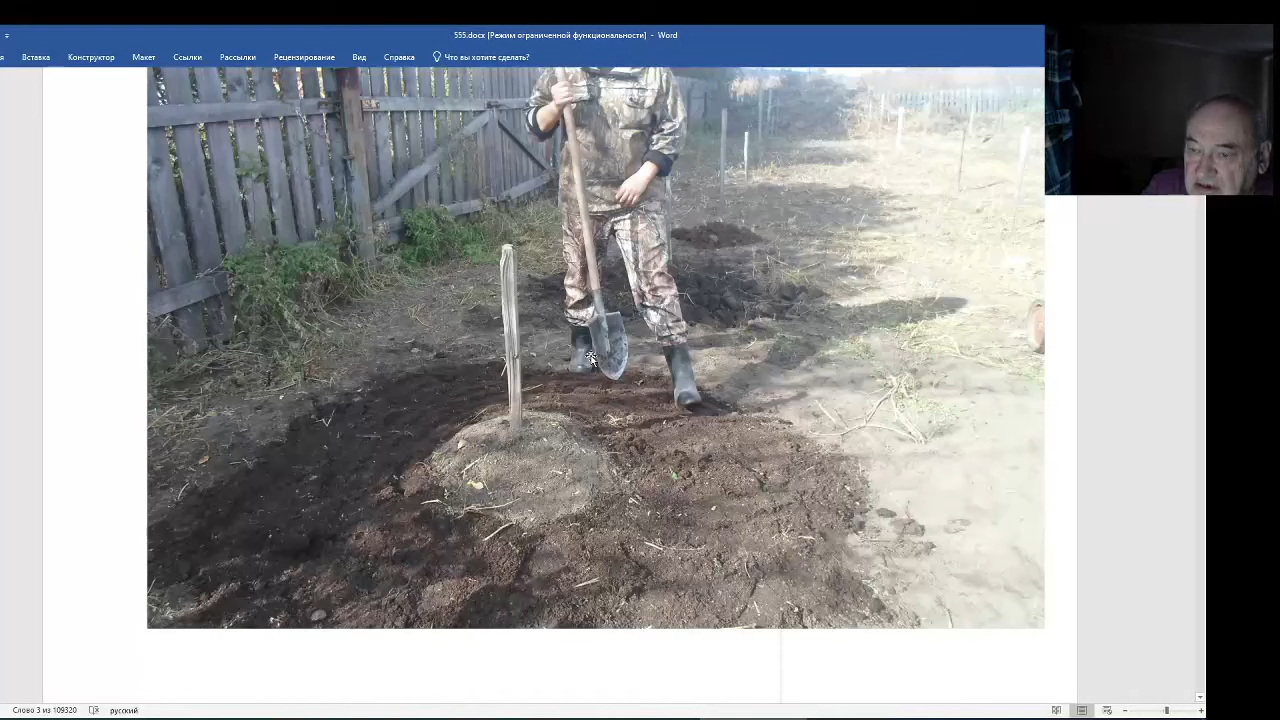 555.docx [Режим ограниченной функциональности] - Word
я Вставка Конструктор Макет Ссылки Рассылки Рецензирование Вид Справка Что вы хотите сделать?
Слово 3 из 109320 русский